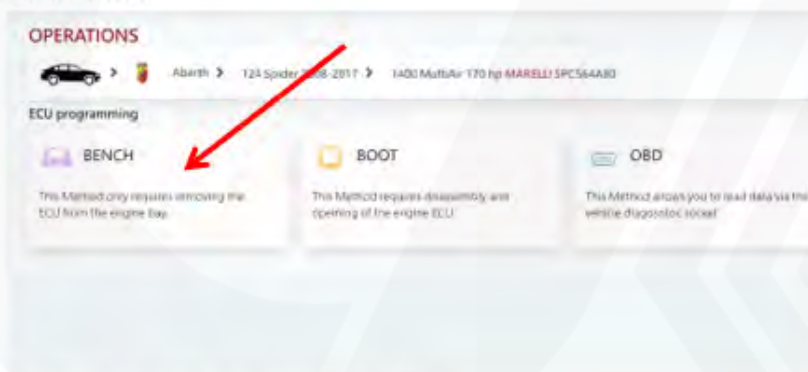 OPERATIONS
Abarth > 124 Spider 2008-2017 > 1400 MultiAir 170 hp MARELLI SPC564A80
ECU programming
BENCH
This Method only requires removing the
ECU from the engine bay.
BOOT
This Method requires disassembly and
opening of the engine ECU
OBD
This Method allows you to read data via the
vehicle diagnostic socket